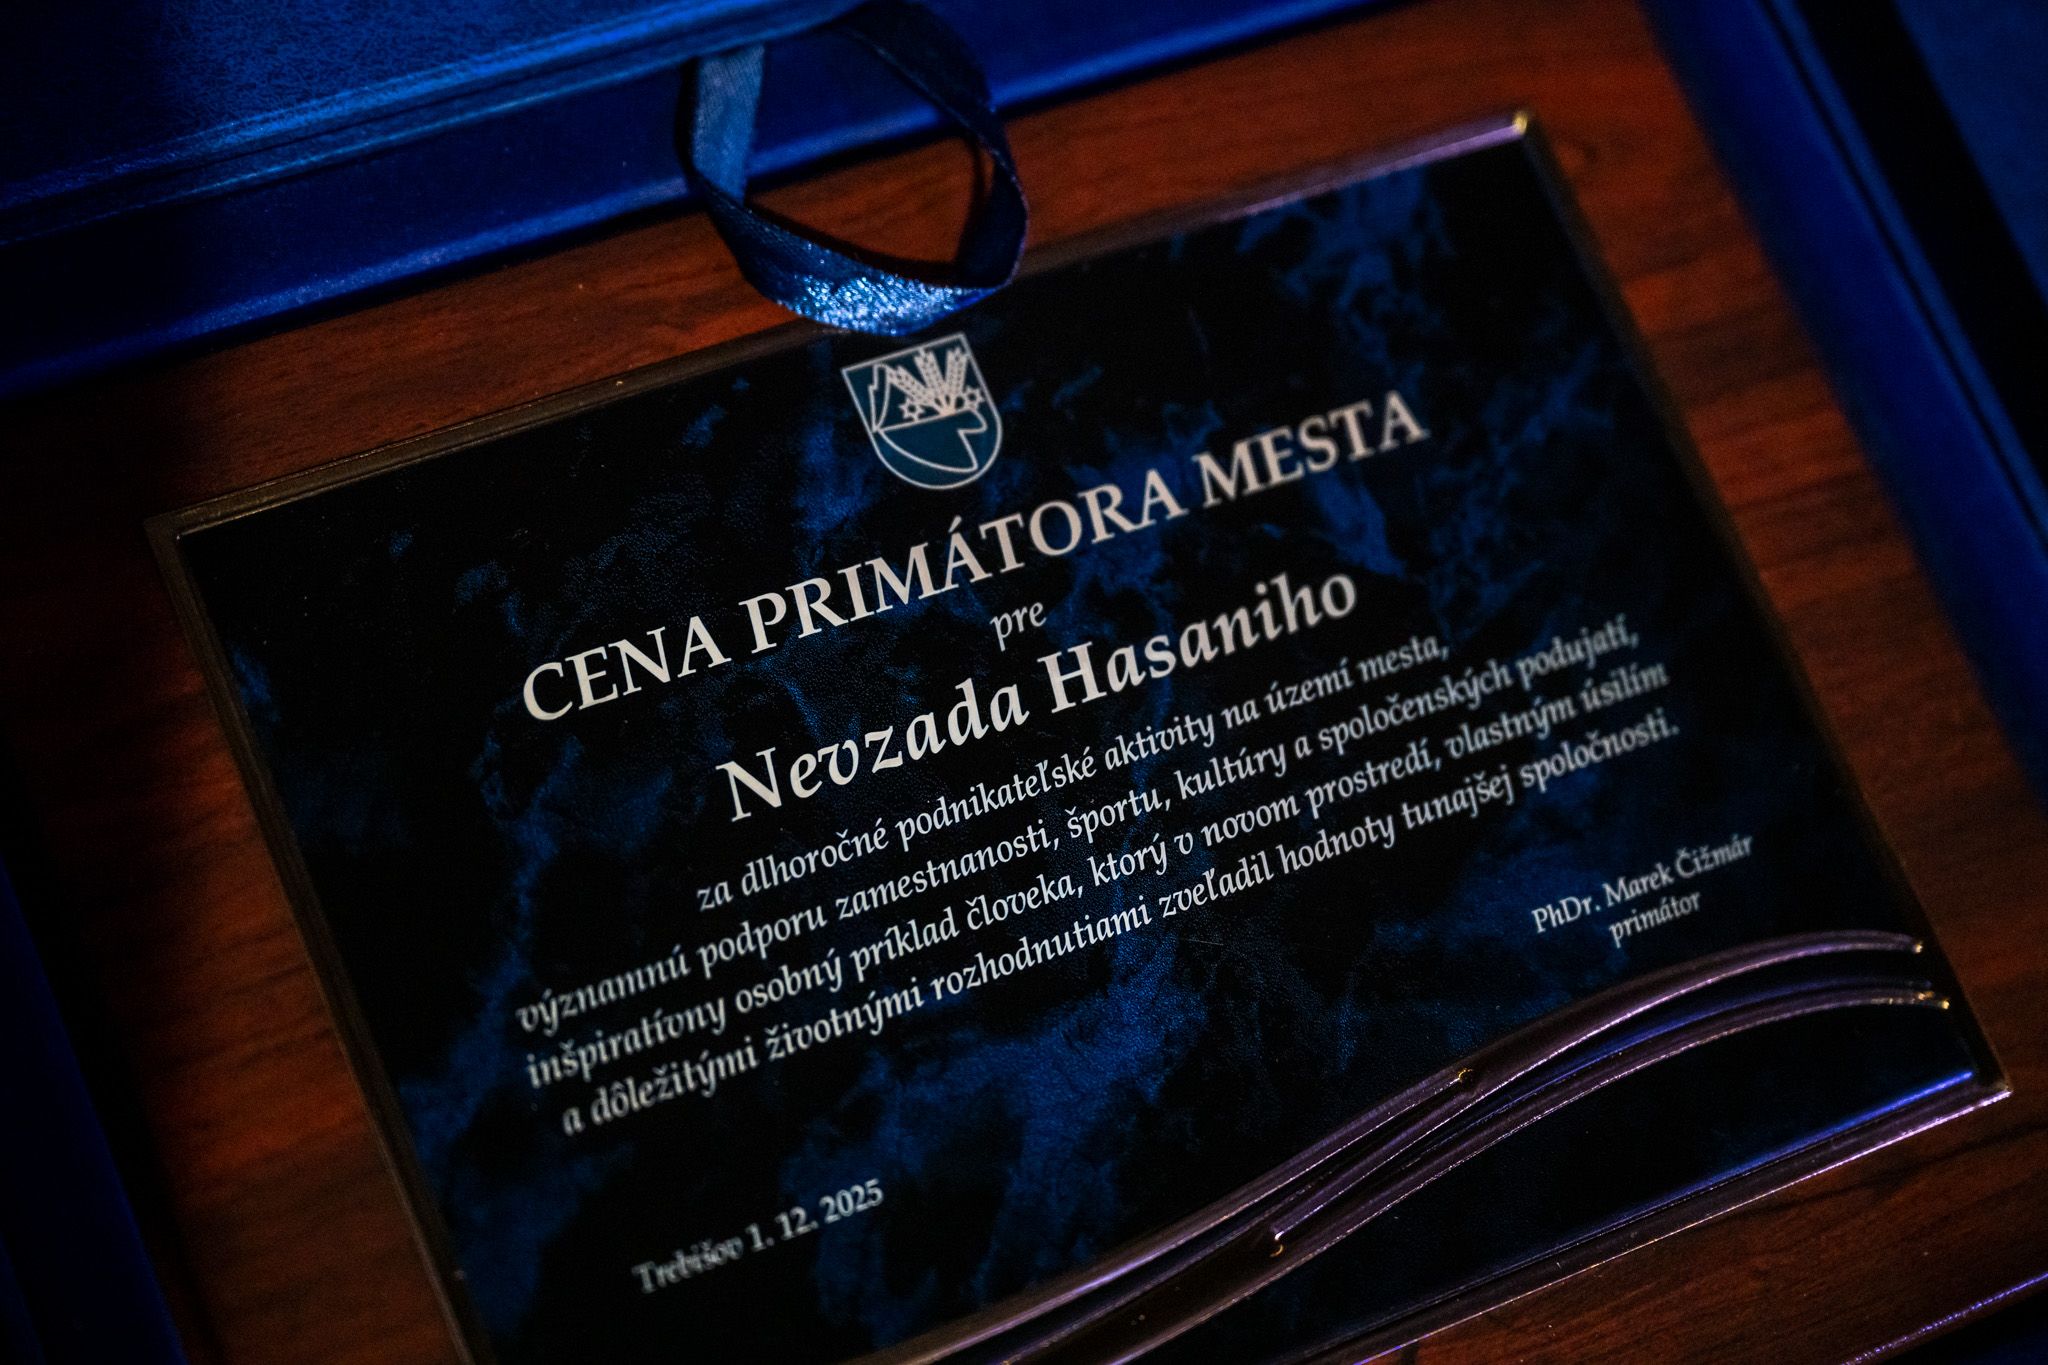 CENA PRIMÁTORA MESTA
pre
Nevzada Hasaniho
za dlhoročné podnikateľské aktivity na území mesta,
významnú podporu zamestnanosti, športu, kultúry a spoločenských podujatí,
inšpiratívny osobný príklad človeka, ktorý v novom prostredí, vlastným úsilím
a dôležitými životnými rozhodnutiami zveľadil hodnoty tunajšej spoločnosti.
PhDr. Marek Čižmár
primátor
Trebišov 1. 12. 2025